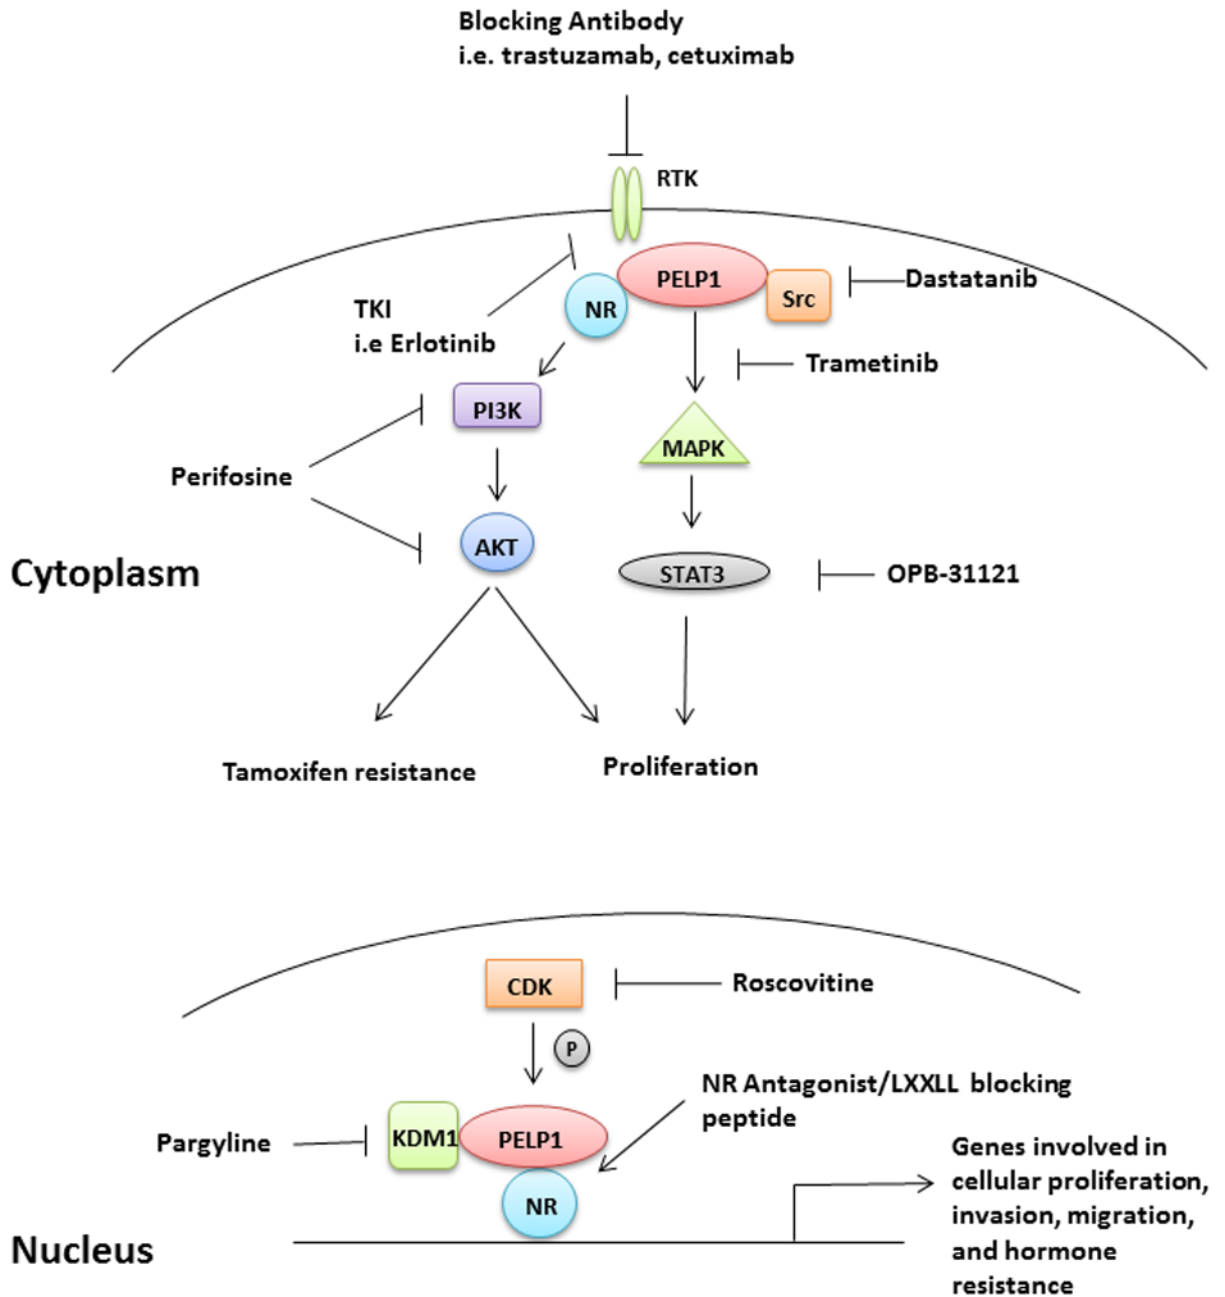 Blocking Antibody
i.e. trastuzamab, cetuximab
RTK
PELP1
NR
Src
Dastatanib
TKI
i.e Erlotinib
Trametinib
PI3K
MAPK
Perifosine
AKT
Cytoplasm
STAT3
OPB-31121
Tamoxifen resistance
Proliferation
CDK
Roscovitine
P
NR Antagonist/LXXLL blocking
peptide
Pargyline
KDM1
PELP1
NR
Genes involved in
cellular proliferation,
invasion, migration,
and hormone
resistance
Nucleus